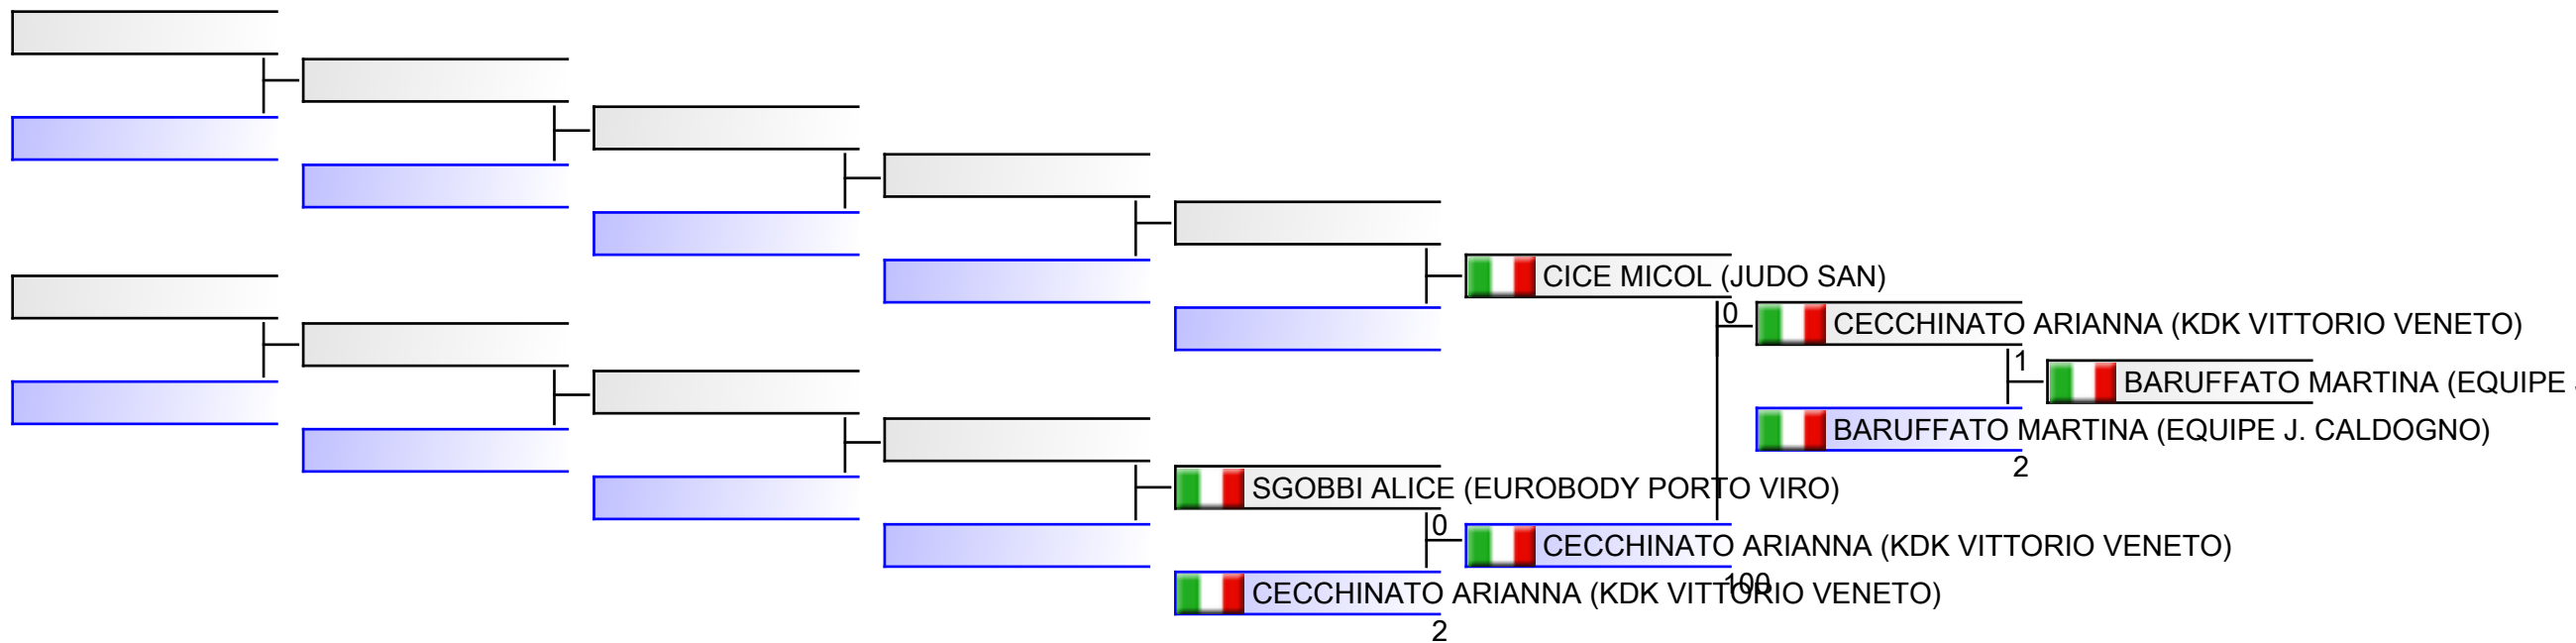 CICE MICOL (JUDO SAN)
0
CECCHINATO ARIANNA (KDK VITTORIO VENETO)
1
BARUFFATO MARTINA (EQUIPE
BARUFFATO MARTINA (EQUIPE J. CALDOGNO)
2
SGOBBI ALICE (EUROBODY PORTO VIRO)
0
CECCHINATO ARIANNA (KDK VITTORIO VENETO)
100
CECCHINATO ARIANNA (KDK VITTORIO VENETO)
2